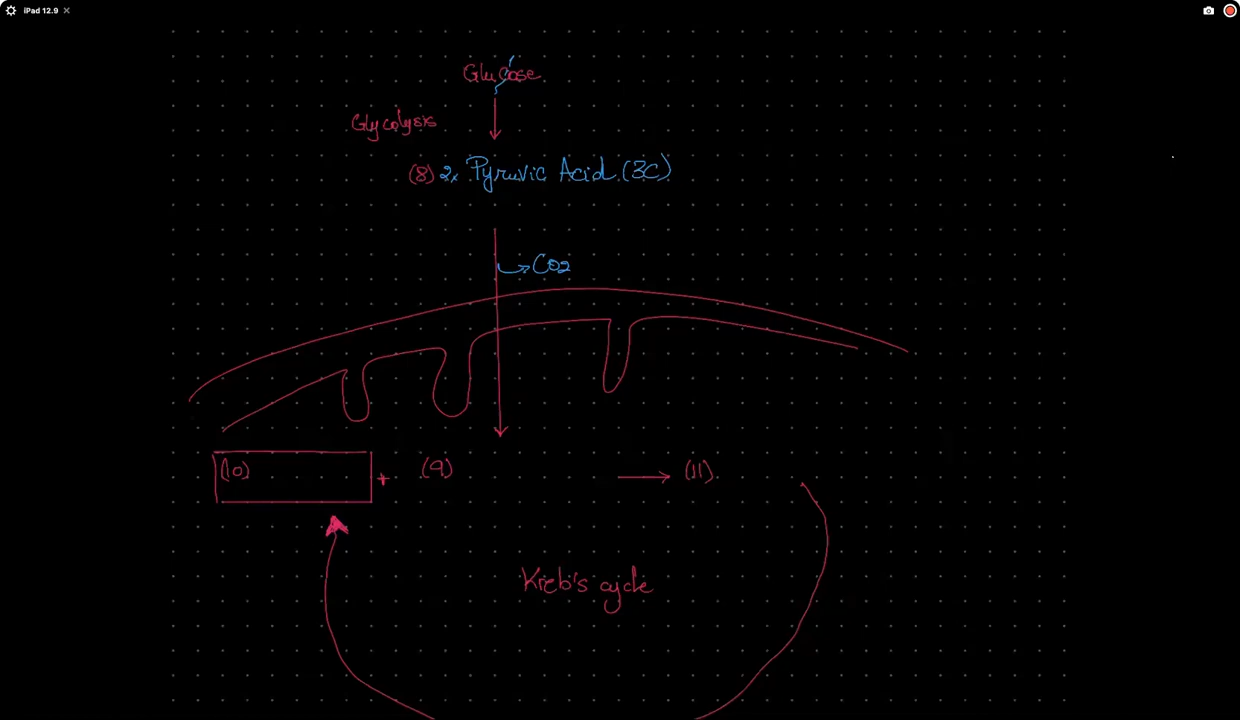 iPad 12.9
Glucose
Glycolysis
(8) 2x Pyruvic Acid (3C)
CO2
(10) + (9) → (11)
Kreb's cycle